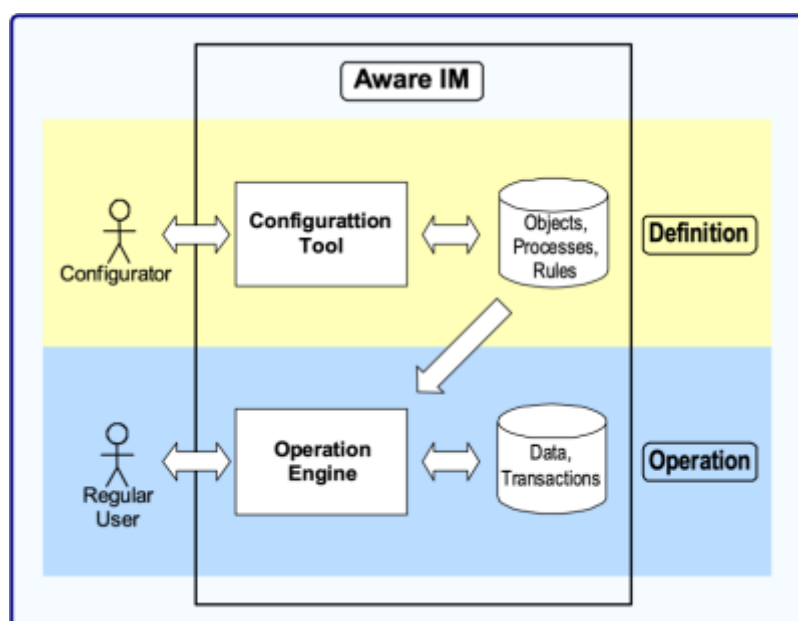 Aware IM
Configurattion
Tool
Objects,
Processes,
Rules
Definition
Configurator
Operation
Engine
Data,
Transactions
Operation
Regular
User